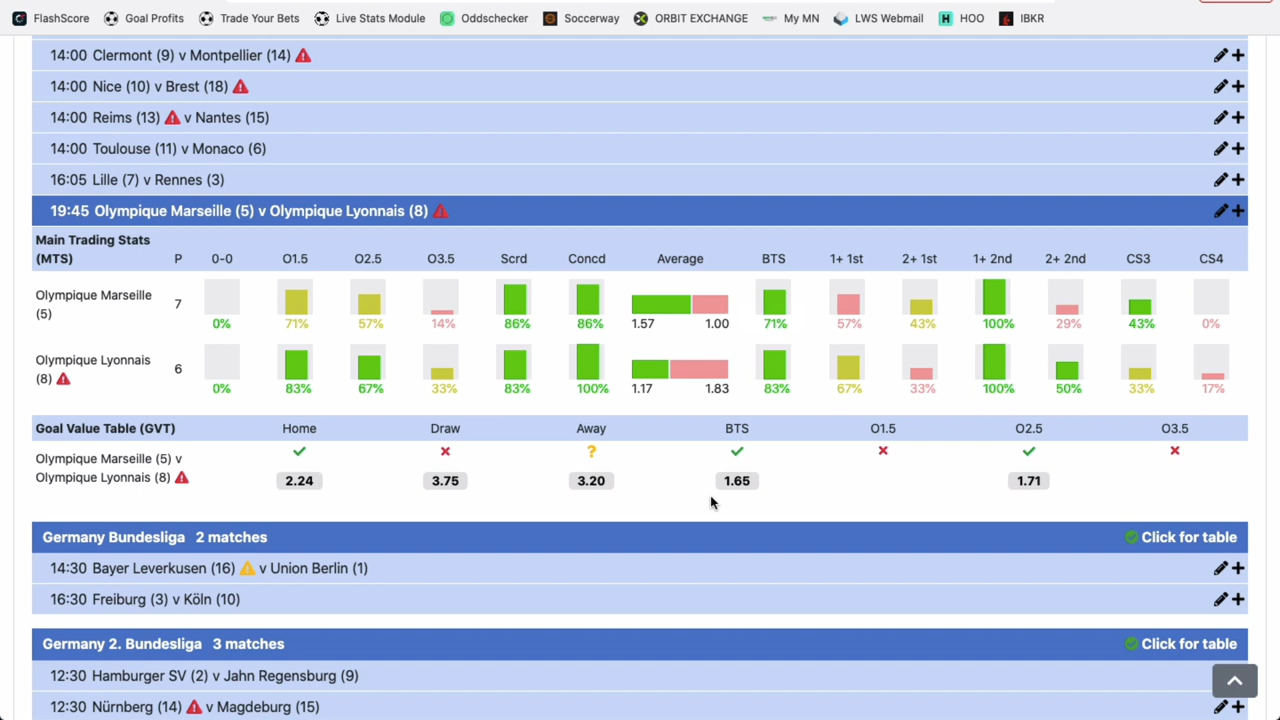 FlashScore Goal Profits Trade Your Bets Live Stats Module Oddschecker Soccerway ORBIT EXCHANGE My MN LWS Webmail HOO IBKR
14:00 Clermont (9) v Montpellier (14)
14:00 Nice (10) v Brest (18)
14:00 Reims (13) v Nantes (15)
14:00 Toulouse (11) v Monaco (6)
16:05 Lille (7) v Rennes (3)
19:45 Olympique Marseille (5) v Olympique Lyonnais (8)
Main Trading Stats
(MTS) P 0-0 O1.5 O2.5 O3.5 Scrd Concd Average BTS 1+ 1st 2+ 1st 1+ 2nd 2+ 2nd CS3 CS4
Olympique Marseille
(5) 7
0% 71% 57% 14% 86% 86% 1.57 1.00 71% 57% 43% 100% 29% 43% 0%
Olympique Lyonnais
(8) 6
0% 83% 67% 33% 83% 100% 1.17 1.83 83% 67% 33% 100% 50% 33% 17%
Goal Value Table (GVT) Home Draw Away BTS O1.5 O2.5 O3.5
Olympique Marseille (5) v
Olympique Lyonnais (8) 2.24 3.75 3.20 1.65 1.71
Germany Bundesliga 2 matches Click for table
14:30 Bayer Leverkusen (16) v Union Berlin (1)
16:30 Freiburg (3) v Köln (10)
Germany 2. Bundesliga 3 matches Click for table
12:30 Hamburger SV (2) v Jahn Regensburg (9)
12:30 Nürnberg (14) v Magdeburg (15)